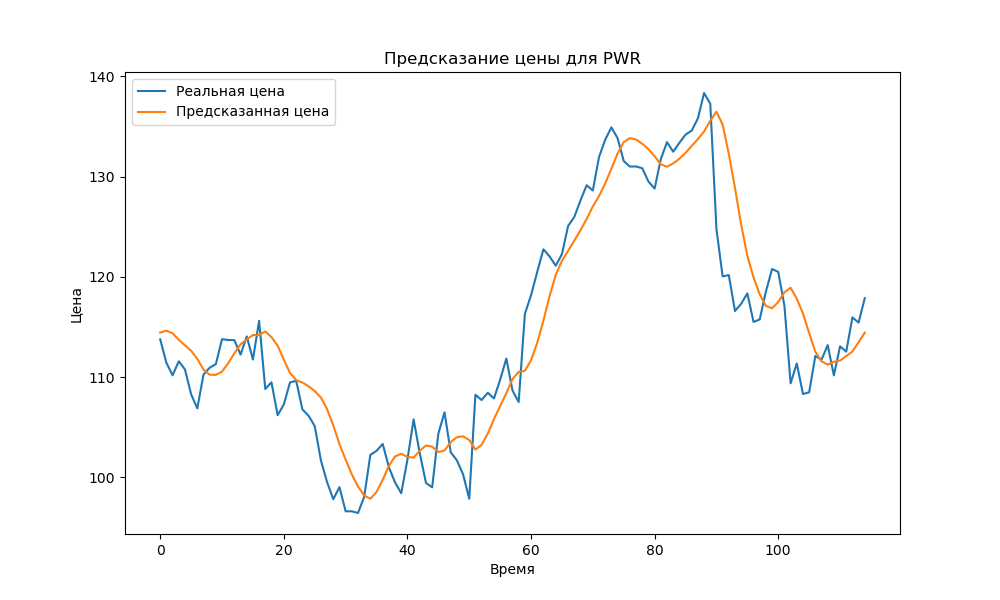 Предсказание цены для PWR
Реальная цена
Предсказанная цена
Цена
140
130
120
110
100
0 20 40 60 80 100
Время